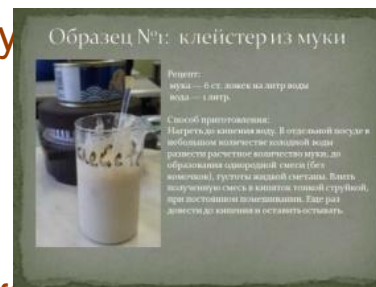 у
Образец №1: клейстер из муки
Рецепт:
мука — 6 ст. ложек на литр воды
вода — 1 литр.
Способ приготовления:
Нагреть до кипения воду. В отдельной посуде в
небольшом количестве холодной воды
развести расчетное количество муки, до
образования однородной смеси (без
комочков), густоты жидкой сметаны. Влить
полученную смесь в кипяток тонкой струйкой,
при постоянном помешивании. Еще раз
довести до кипения и оставить остывать.